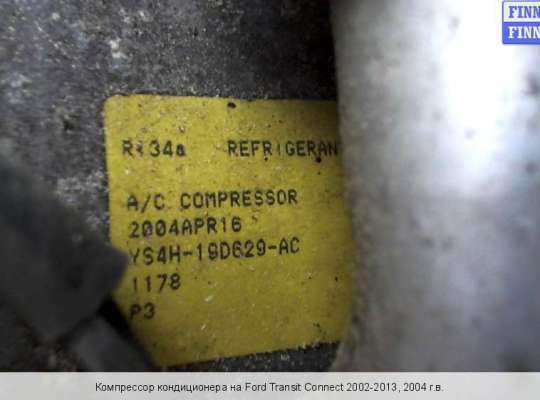 FINN
FINN
R134a REFRIGERAN
A/C COMPRESSOR
2004APR16
YS4H-19D629-AC
1178
P3
Компрессор кондиционера на Ford Transit Connect 2002-2013, 2004 г.в.